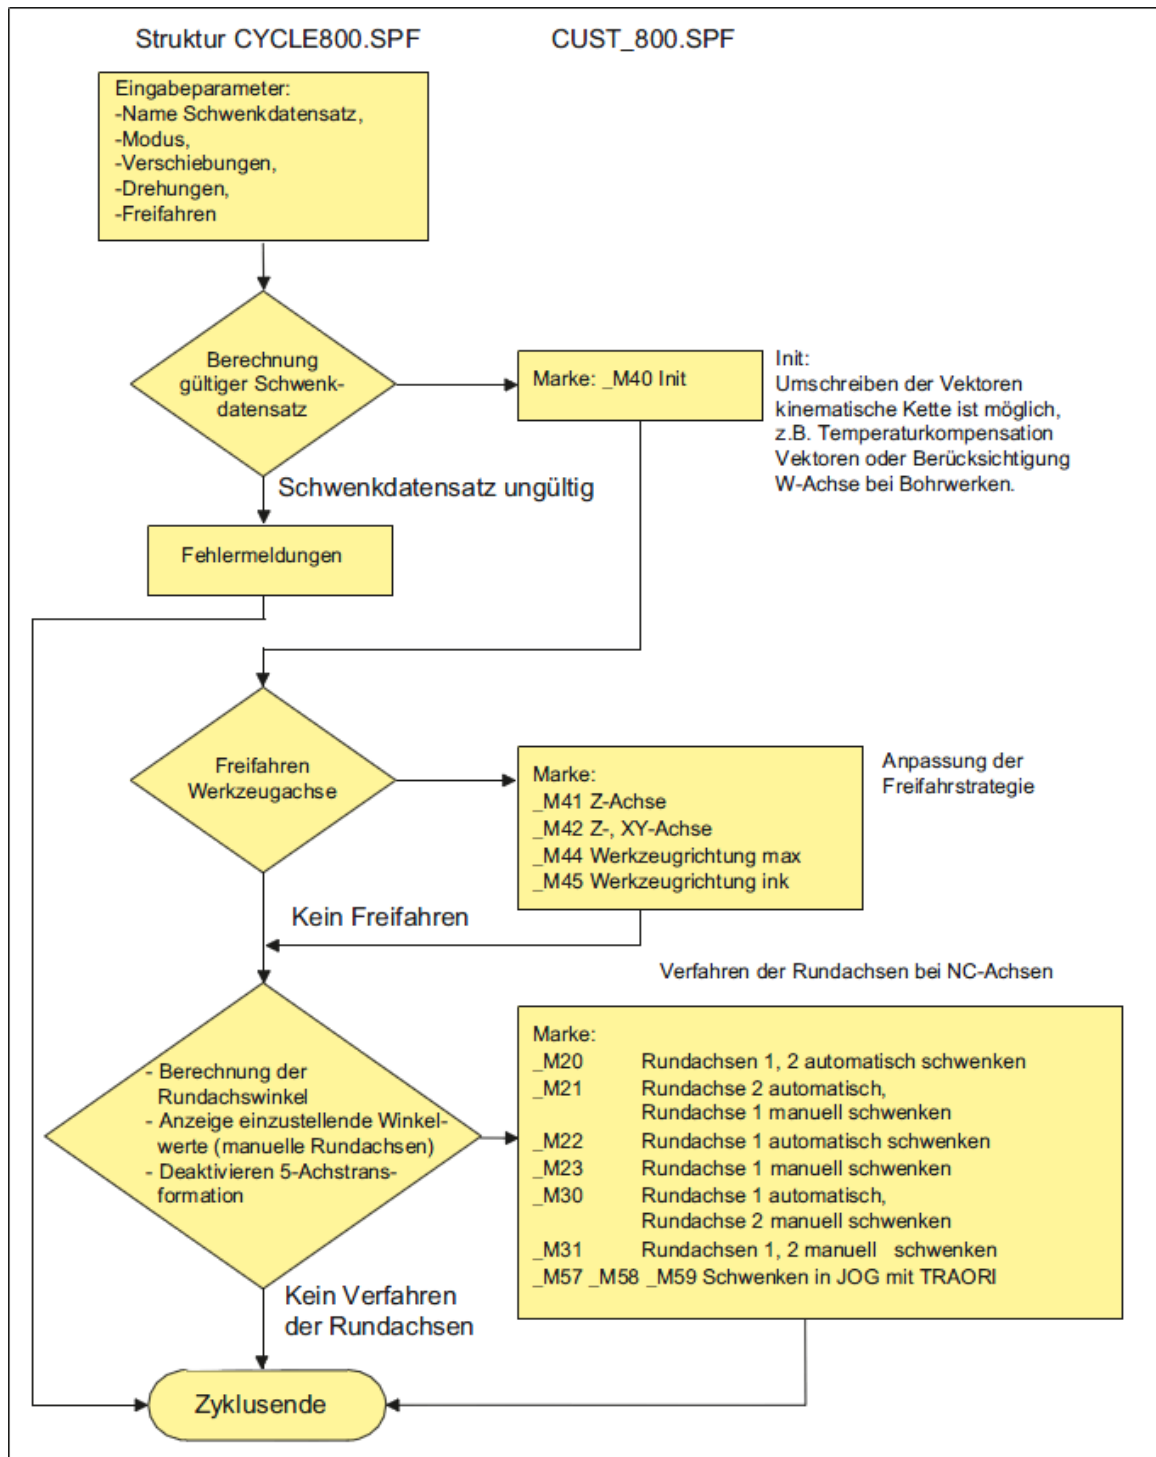 Struktur CYCLE800.SPF
CUST_800.SPF
Eingabeparameter:
-Name Schwenkdatensatz,
-Modus,
-Verschiebungen,
-Drehungen,
-Freifahren
Berechnung
gültiger Schwenk-
datensatz
Marke: _M40 Init
Init:
Umschreiben der Vektoren
kinematische Kette ist möglich,
z.B. Temperaturkompensation
Vektoren oder Berücksichtigung
W-Achse bei Bohrwerken.
Schwenkdatensatz ungültig
Fehlermeldungen
Freifahren
Werkzeugachse
Marke:
_M41 Z-Achse
_M42 Z-, XY-Achse
_M44 Werkzeugrichtung max
_M45 Werkzeugrichtung ink
Anpassung der
Freifahrstrategie
Kein Freifahren
Verfahren der Rundachsen bei NC-Achsen
- Berechnung der
Rundachswinkel
- Anzeige einzustellende Winkel-
werte (manuelle Rundachsen)
- Deaktivieren 5-Achstrans-
formation
Marke:
_M20 Rundachsen 1, 2 automatisch schwenken
_M21 Rundachse 2 automatisch,
Rundachse 1 manuell schwenken
_M22 Rundachse 1 automatisch schwenken
_M23 Rundachse 1 manuell schwenken
_M30 Rundachse 1 automatisch,
Rundachse 2 manuell schwenken
_M31 Rundachsen 1, 2 manuell schwenken
_M57 _M58 _M59 Schwenken in JOG mit TRAORI
Kein Verfahren
der Rundachsen
Zyklusende